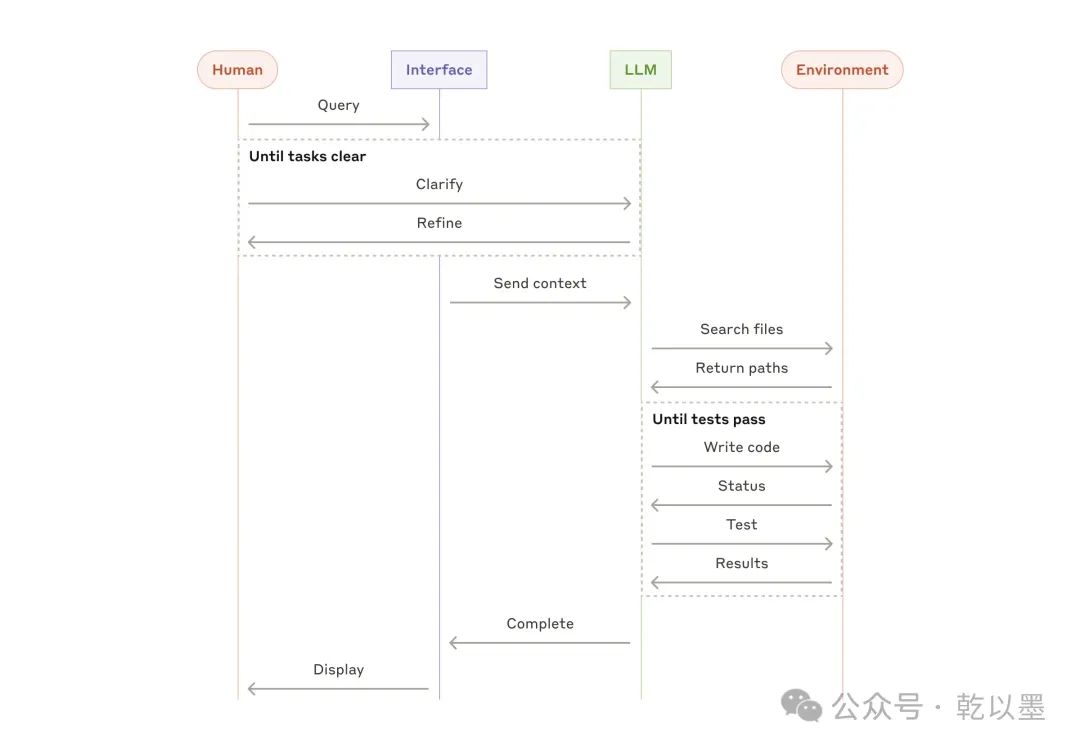 Human
Interface
LLM
Environment
Query
Until tasks clear
Clarify
Refine
Send context
Search files
Return paths
Until tests pass
Write code
Status
Test
Results
Complete
Display
公众号 · 乾以墨